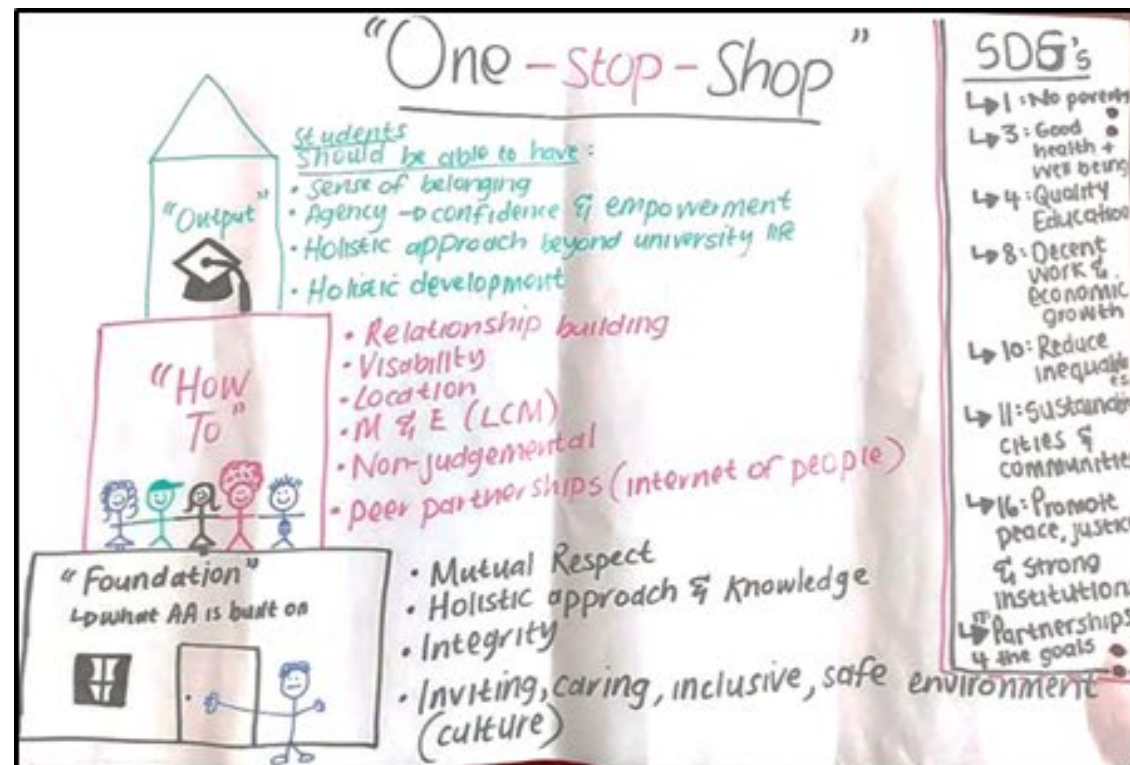 "One-Stop-Shop"
Students
should be able to have:
• Sense of belonging
"Output"
• Agency → confidence & empowerment
• Holistic approach beyond university life
• Holistic development
"How
To"
• Relationship building
• Visability
• Location
• M & E (LCM)
• Non-judgemental
• Peer partnerships (internet of people)
"Foundation"
↳ what AA is built on
• Mutual Respect
• Holistic approach & Knowledge
• Integrity
• Inviting, caring, inclusive, safe environment
(culture)
SDG's
↳ 1: No poverty
↳ 3: Good
health +
well being
↳ 4: Quality
Education
↳ 8: Decent
work &
economic
growth
↳ 10: Reduce
inequalities
↳ 11: Sustainable
cities &
communities
↳ 16: Promote
peace, justice
& strong
institutions
↳ 17 Partnerships
4 the goals